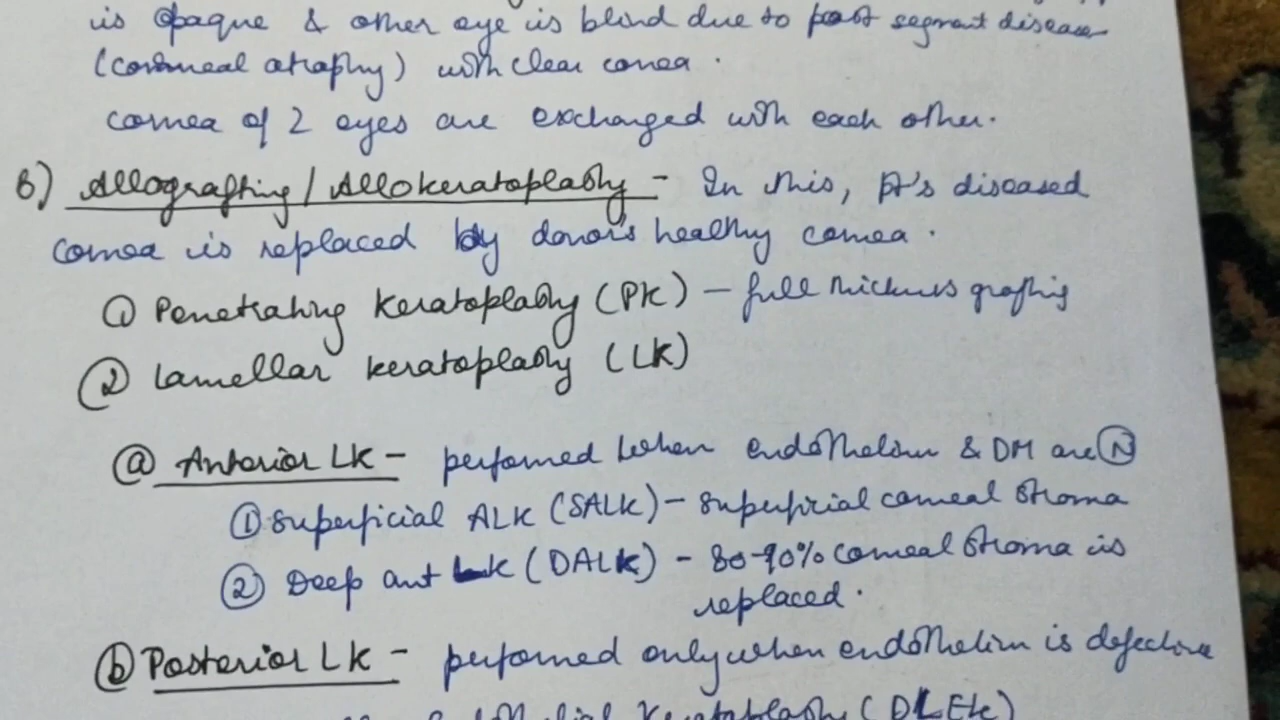 is opaque & other eye is blind due to post segment disease
(corneal atrophy) with clear cornea.
cornea of 2 eyes are exchanged with each other.
B) Allografting / Allokeratoplasty - In this, Pt's diseased
cornea is replaced by donor's healthy cornea.
① Penetrating Keratoplasty (PK) - full thickness grafting
② Lamellar keratoplasty (LK)
ⓐ Anterior LK - performed when endothelium & DM are Ⓝ
① Superficial ALK (SALK) - superficial corneal stroma
② Deep ant LK (DALK) - 80-90% corneal stroma is
replaced.
ⓑ Posterior LK - performed only when endothelium is defective
Endothelial Keratoplasty (DLEK)